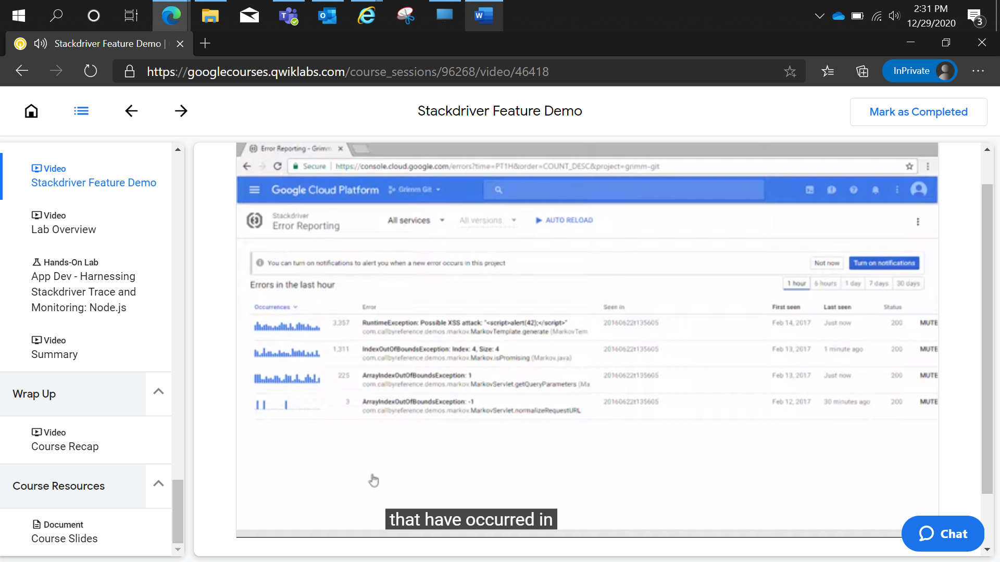 2:31 PM
12/29/2020
3
Stackdriver Feature Demo |
https://googlecourses.qwiklabs.com/course_sessions/96268/video/46418
InPrivate
Stackdriver Feature Demo
Mark as Completed
Video
Stackdriver Feature Demo
Video
Lab Overview
Hands-On Lab
App Dev - Harnessing
Stackdriver Trace and
Monitoring: Node.js
Video
Summary
Wrap Up
Video
Course Recap
Course Resources
Document
Course Slides
Error Reporting - Grimm
Secure | https://console.cloud.google.com/errors?time=PT1H&order=COUNT_DESC&project=grimm-git
Google Cloud Platform Grimm Git
Stackdriver
Error Reporting
All services All versions AUTO RELOAD
You can turn on notifications to alert you when a new error occurs in this project
Not now Turn on notifications
Errors in the last hour
1 hour 6 hours 1 day 7 days 30 days
Occurrences Error Seen in First seen Last seen Status
3,357 RuntimeException: Possible XSS attack: "<script>alert(42);</script>" 20160622t135605 Feb 14, 2017 Just now 200 MUTE
com.callbyreference.demos.markov.MarkovTemplate.generate (MarkovTem
1,311 IndexOutOfBoundsException: Index: 4, Size: 4 20160622t135605 Feb 13, 2017 1 minute ago 200 MUTE
com.callbyreference.demos.markov.Markov.isPromising (Markov.java)
225 ArrayIndexOutOfBoundsException: 1 20160622t135605 Feb 13, 2017 Just now 200 MUTE
com.callbyreference.demos.markov.MarkovServlet.getQueryParameters (Ma
3 ArrayIndexOutOfBoundsException: -1 20160622t135605 Feb 12, 2017 30 minutes ago 200 MUTE
com.callbyreference.demos.markov.MarkovServlet.normalizeRequestURL
that have occurred in
Chat